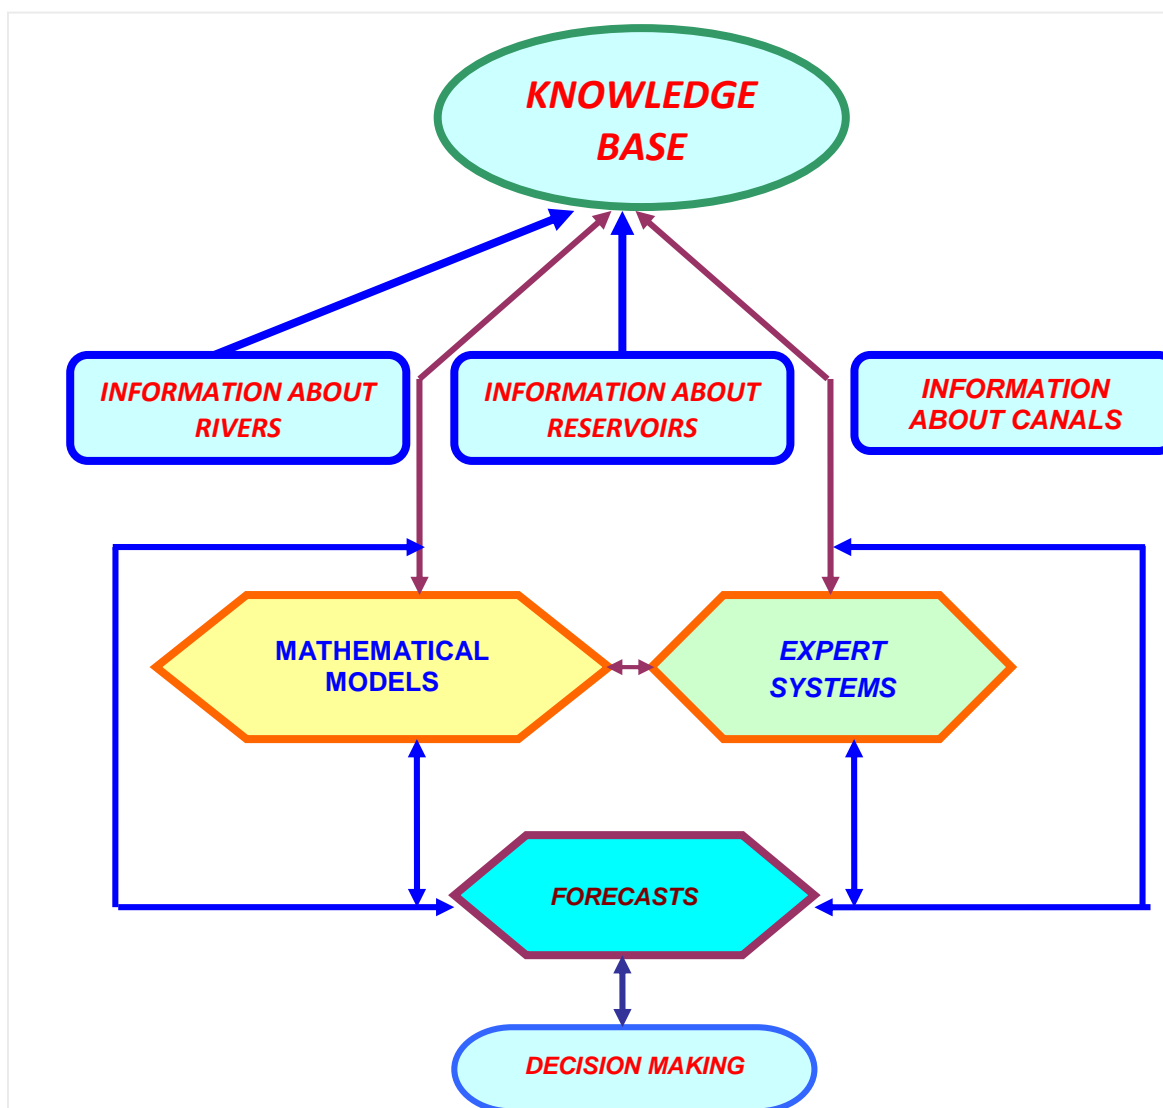 KNOWLEDGE
BASE
INFORMATION ABOUT
RIVERS
INFORMATION ABOUT
RESERVOIRS
INFORMATION
ABOUT CANALS
MATHEMATICAL
MODELS
EXPERT
SYSTEMS
FORECASTS
DECISION MAKING